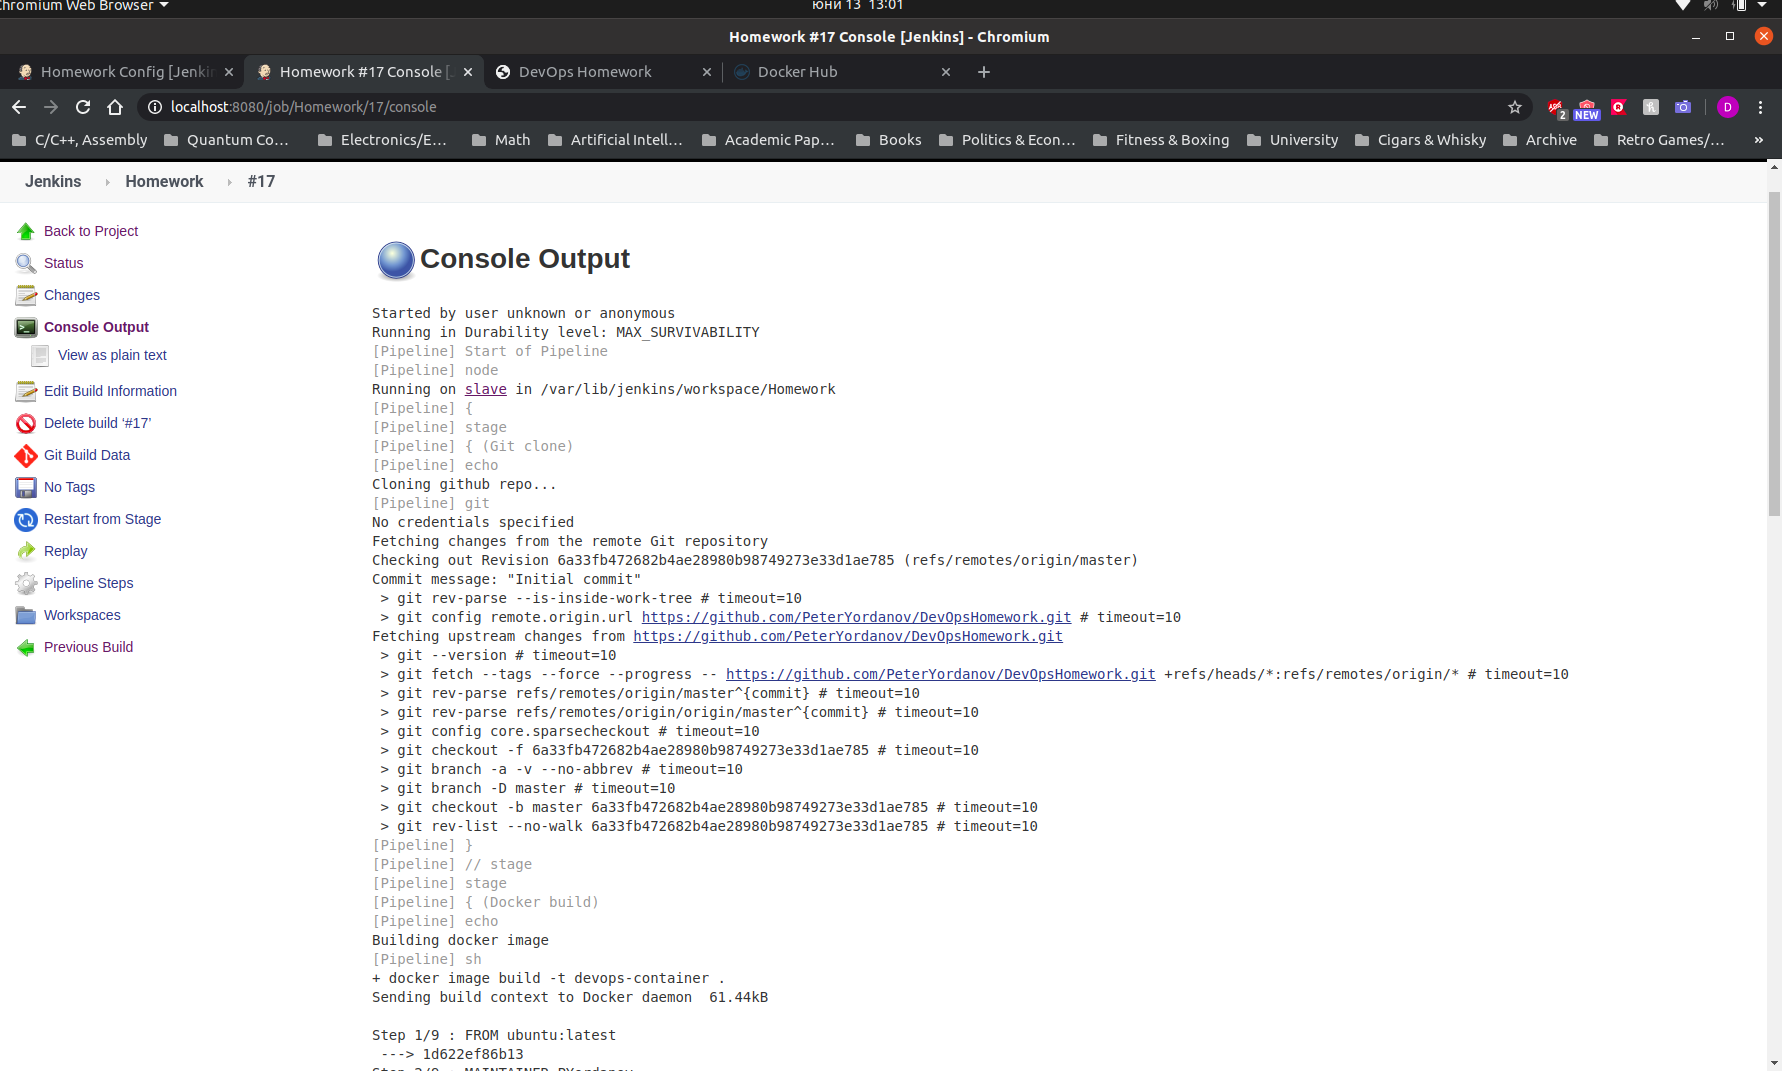 Chromium Web Browser
юни 13 13:01
Homework #17 Console [Jenkins] - Chromium
Homework Config [Jenkin
Homework #17 Console [J
DevOps Homework
Docker Hub
localhost:8080/job/Homework/17/console
2
NEW
D
C/C++, Assembly
Quantum Co...
Electronics/E...
Math
Artificial Intell...
Academic Pap...
Books
Politics & Econ...
Fitness & Boxing
University
Cigars & Whisky
Archive
Retro Games/...
»
Jenkins
Homework
#17
Back to Project
Status
Changes
Console Output
View as plain text
Edit Build Information
Delete build ‘#17’
Git Build Data
No Tags
Restart from Stage
Replay
Pipeline Steps
Workspaces
Previous Build
Console Output
Started by user unknown or anonymous
Running in Durability level: MAX_SURVIVABILITY
[Pipeline] Start of Pipeline
[Pipeline] node
Running on slave in /var/lib/jenkins/workspace/Homework
[Pipeline] {
[Pipeline] stage
[Pipeline] { (Git clone)
[Pipeline] echo
Cloning github repo...
[Pipeline] git
No credentials specified
Fetching changes from the remote Git repository
Checking out Revision 6a33fb472682b4ae28980b98749273e33d1ae785 (refs/remotes/origin/master)
Commit message: "Initial commit"
> git rev-parse --is-inside-work-tree # timeout=10
> git config remote.origin.url https://github.com/PeterYordanov/DevOpsHomework.git # timeout=10
Fetching upstream changes from https://github.com/PeterYordanov/DevOpsHomework.git
> git --version # timeout=10
> git fetch --tags --force --progress -- https://github.com/PeterYordanov/DevOpsHomework.git +refs/heads/*:refs/remotes/origin/* # timeout=10
> git rev-parse refs/remotes/origin/master^{commit} # timeout=10
> git rev-parse refs/remotes/origin/origin/master^{commit} # timeout=10
> git config core.sparsecheckout # timeout=10
> git checkout -f 6a33fb472682b4ae28980b98749273e33d1ae785 # timeout=10
> git branch -a -v --no-abbrev # timeout=10
> git branch -D master # timeout=10
> git checkout -b master 6a33fb472682b4ae28980b98749273e33d1ae785 # timeout=10
> git rev-list --no-walk 6a33fb472682b4ae28980b98749273e33d1ae785 # timeout=10
[Pipeline] }
[Pipeline] // stage
[Pipeline] stage
[Pipeline] { (Docker build)
[Pipeline] echo
Building docker image
[Pipeline] sh
+ docker image build -t devops-container .
Sending build context to Docker daemon 61.44kB
Step 1/9 : FROM ubuntu:latest
---> 1d622ef86b13
Step 2/9 : MAINTAINER PYordanov